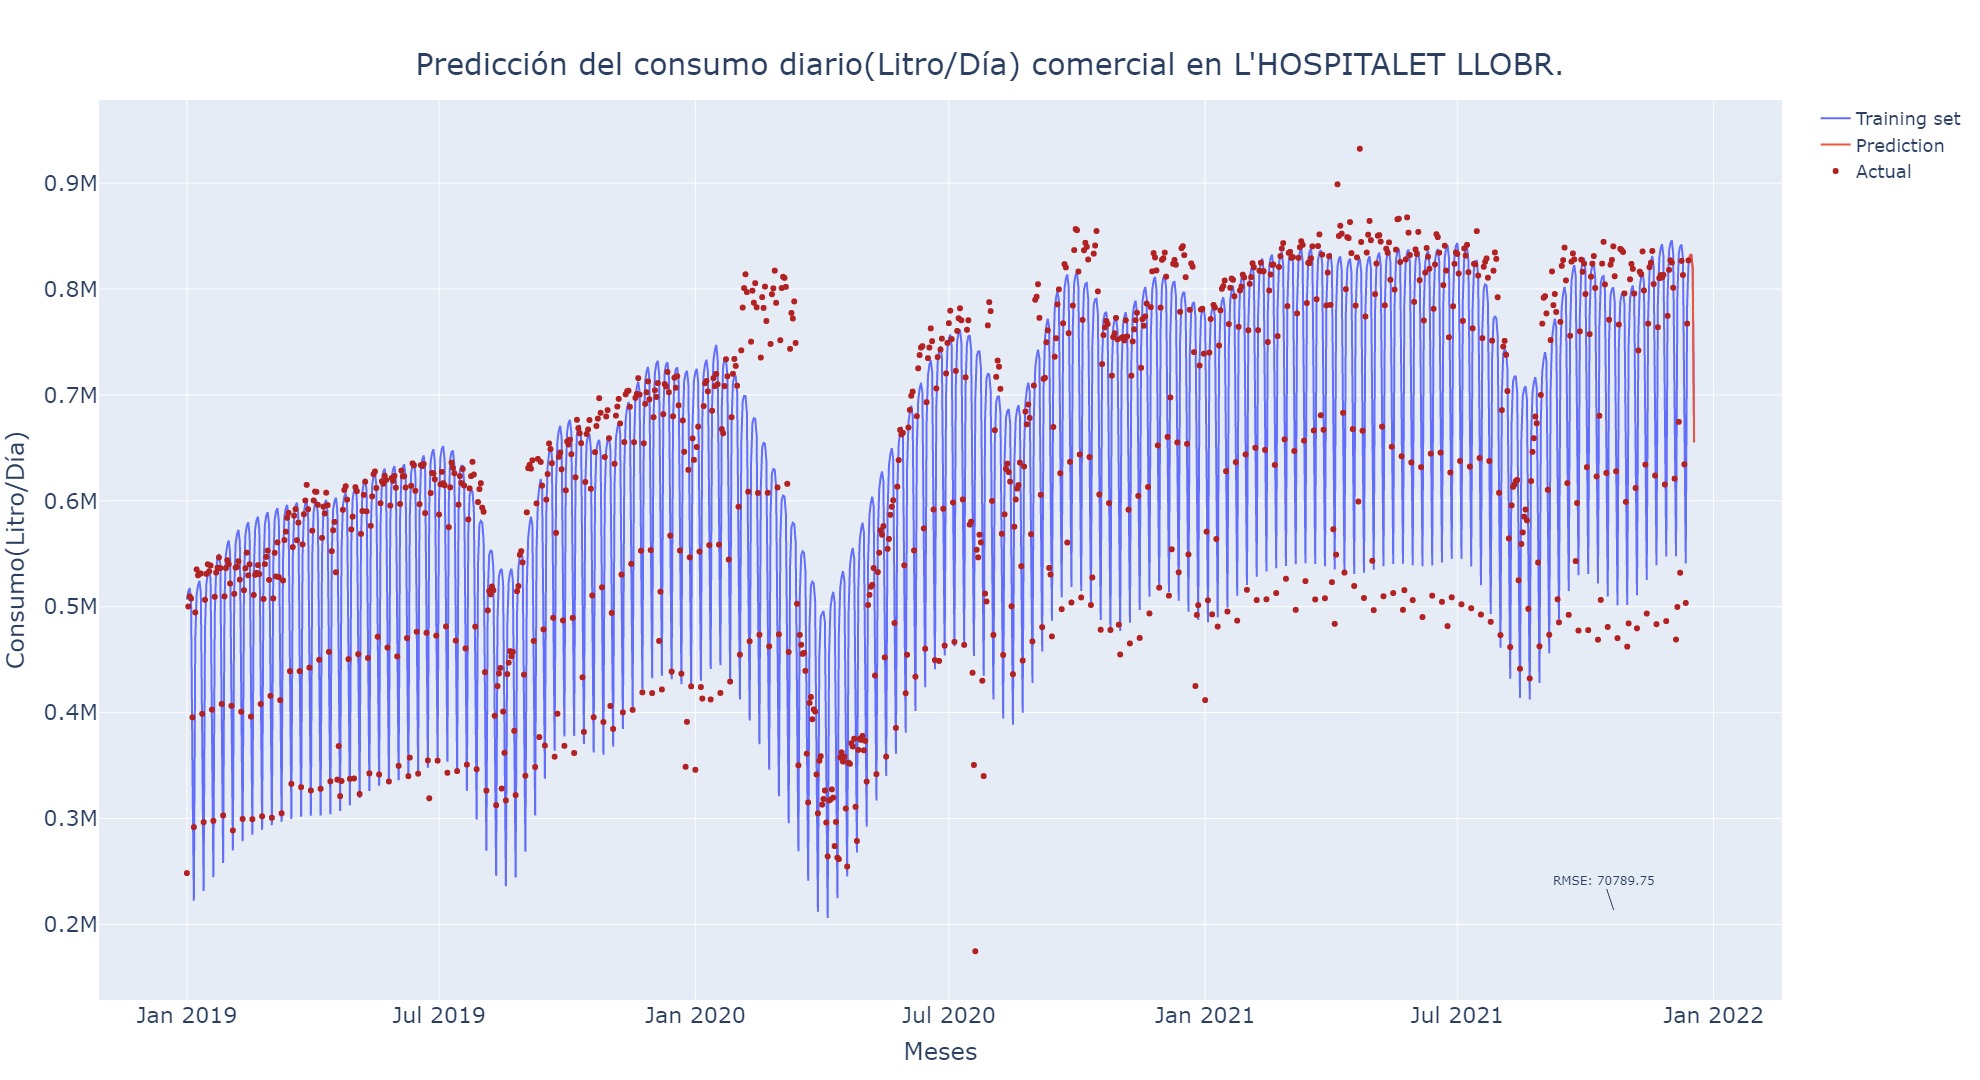 Predicción del consumo diario(Litro/Día) comercial en L'HOSPITALET LLOBR.
Training set
Prediction
Actual
Consumo(Litro/Día)
0.9M
0.8M
0.7M
0.6M
0.5M
0.4M
0.3M
0.2M
RMSE: 70789.75
Jan 2019
Jul 2019
Jan 2020
Jul 2020
Jan 2021
Jul 2021
Jan 2022
Meses